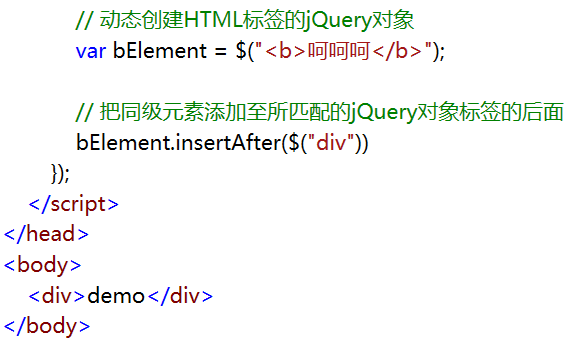 // 动态创建HTML标签的jQuery对象
var bElement = $("<b>呵呵呵</b>");
// 把同级元素添加至所匹配的jQuery对象标签的后面
bElement.insertAfter($("div"))
});
</script>
</head>
<body>
<div>demo</div>
</body>